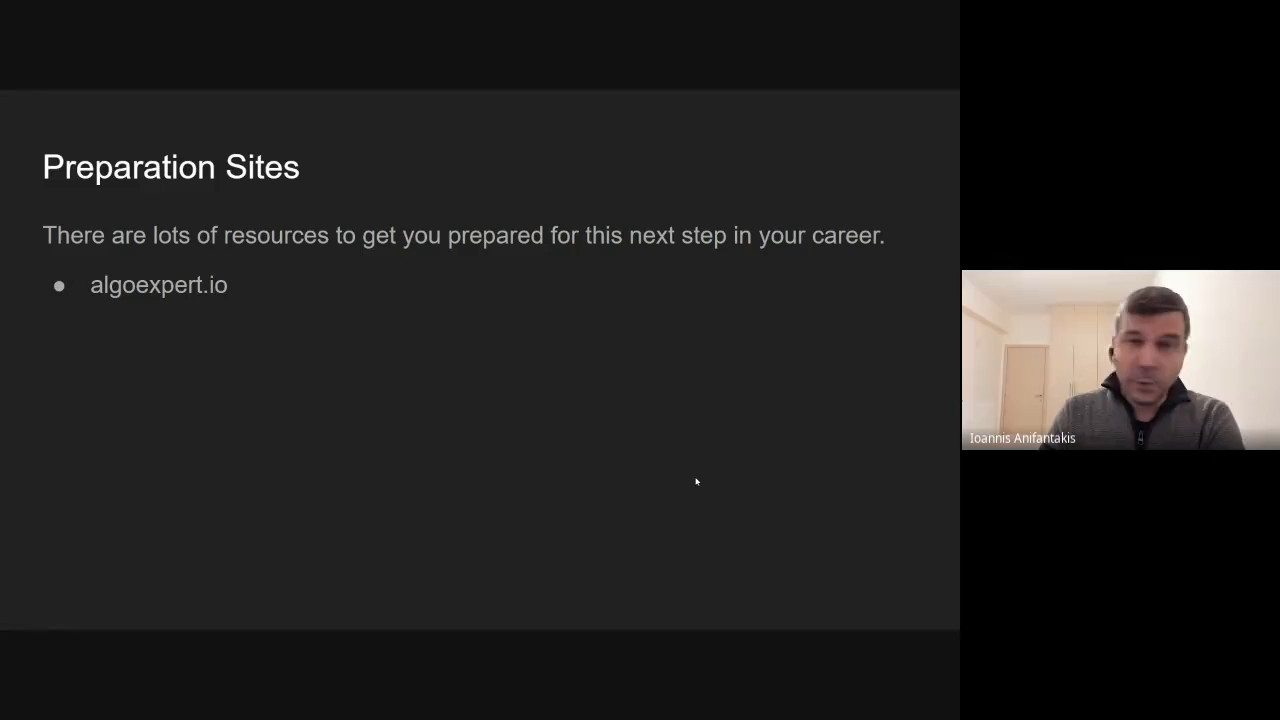 Preparation Sites
There are lots of resources to get you prepared for this next step in your career.
● algoexpert.io
Ioannis Anifantakis